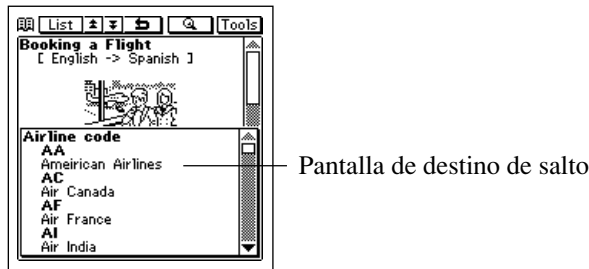 List Tools
Booking a Flight
[ English -> Spanish ]
Airline code
AA
Ameirican Airlines
Pantalla de destino de salto
AC
Air Canada
AF
Air France
AI
Air India